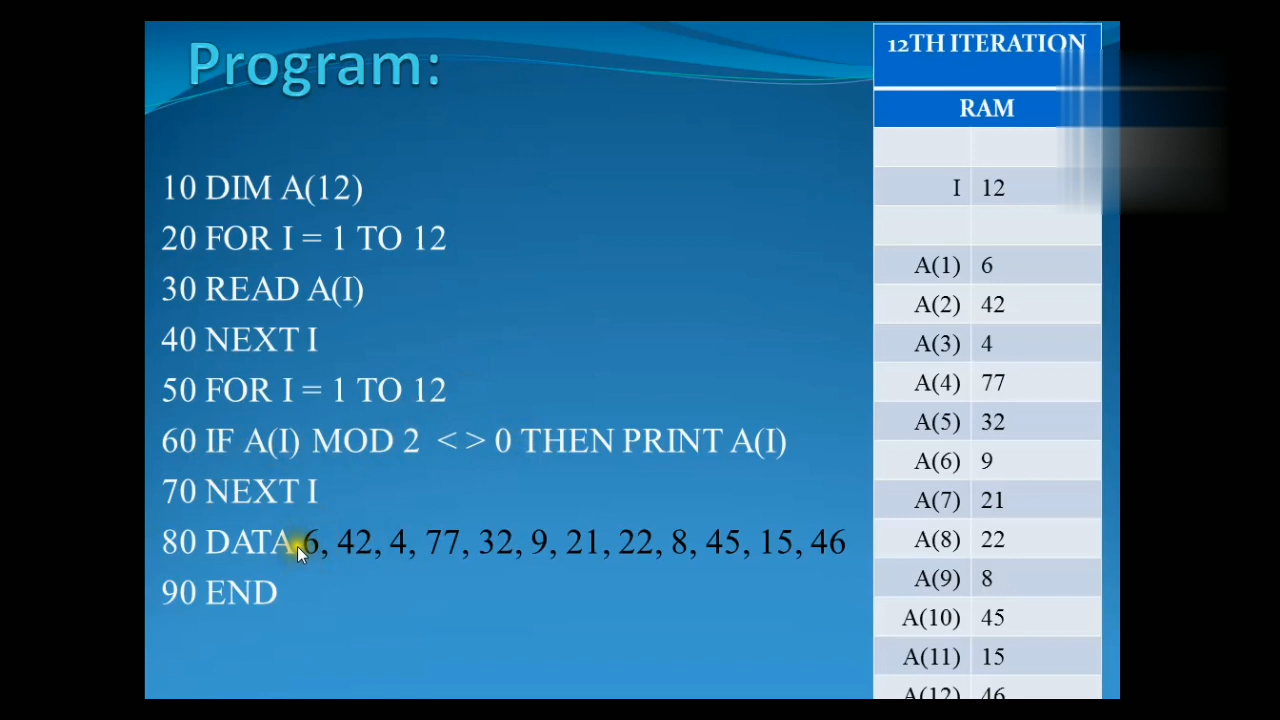 Program:
10 DIM A(12)
20 FOR I = 1 TO 12
30 READ A(I)
40 NEXT I
50 FOR I = 1 TO 12
60 IF A(I) MOD 2 < > 0 THEN PRINT A(I)
70 NEXT I
80 DATA 6, 42, 4, 77, 32, 9, 21, 22, 8, 45, 15, 46
90 END
12TH ITERATION
RAM
I 12
A(1) 6
A(2) 42
A(3) 4
A(4) 77
A(5) 32
A(6) 9
A(7) 21
A(8) 22
A(9) 8
A(10) 45
A(11) 15
A(12) 46